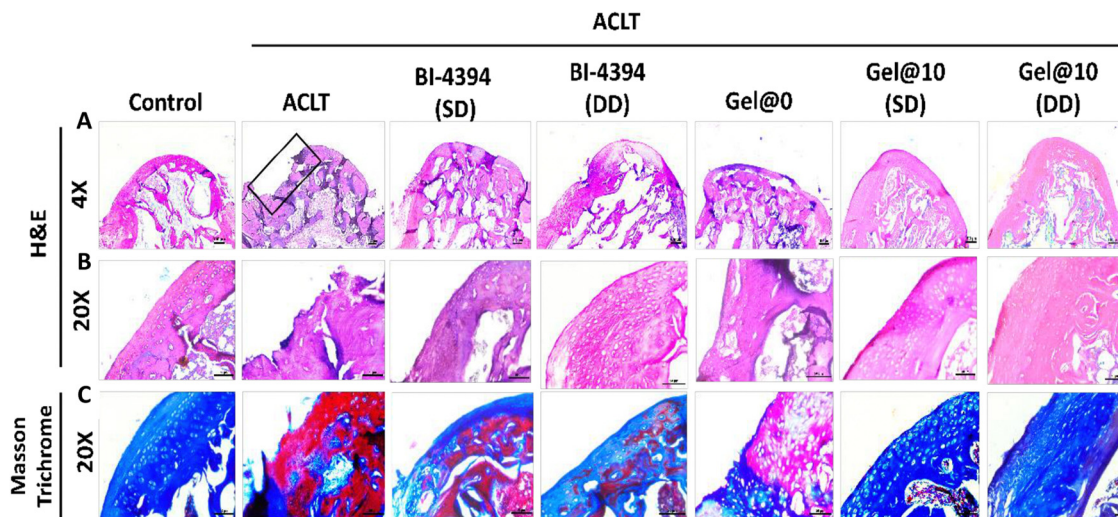 ACLT
Control
ACLT
BI-4394
(SD)
BI-4394
(DD)
Gel@0
Gel@10
(SD)
Gel@10
(DD)
H&E
A
4X
B
20X
Masson
Trichrome
C
20X